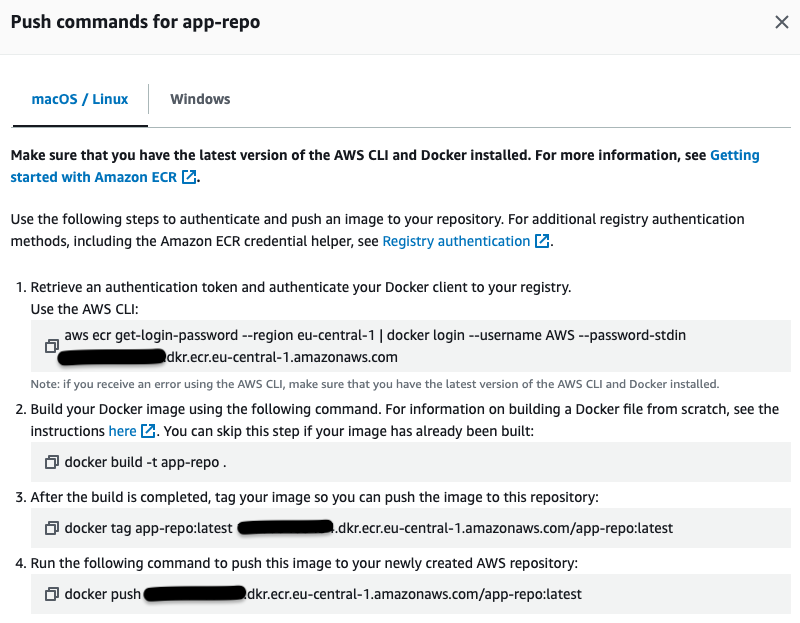 Push commands for app-repo
macOS / Linux
Windows
Make sure that you have the latest version of the AWS CLI and Docker installed. For more information, see Getting
started with Amazon ECR.
Use the following steps to authenticate and push an image to your repository. For additional registry authentication
methods, including the Amazon ECR credential helper, see Registry authentication.
1. Retrieve an authentication token and authenticate your Docker client to your registry.
Use the AWS CLI:
aws ecr get-login-password --region eu-central-1 | docker login --username AWS --password-stdin
.dkr.ecr.eu-central-1.amazonaws.com
Note: if you receive an error using the AWS CLI, make sure that you have the latest version of the AWS CLI and Docker installed.
2. Build your Docker image using the following command. For information on building a Docker file from scratch, see the
instructions here. You can skip this step if your image has already been built:
docker build -t app-repo .
3. After the build is completed, tag your image so you can push the image to this repository:
docker tag app-repo:latest .dkr.ecr.eu-central-1.amazonaws.com/app-repo:latest
4. Run the following command to push this image to your newly created AWS repository:
docker push .dkr.ecr.eu-central-1.amazonaws.com/app-repo:latest